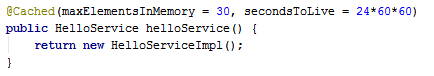 @Cached(maxElementsInMemory = 30, secondsToLive = 24*60*60)
public HelloService helloService() {
    return new HelloServiceImpl();
}